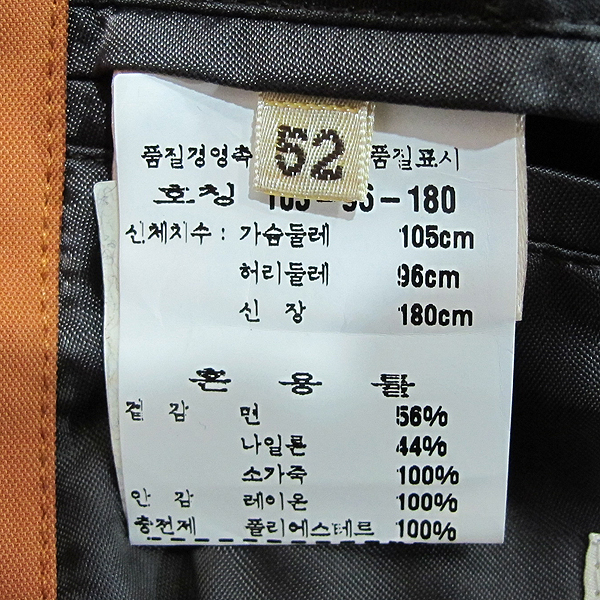 52
품질경영촉 품질표시
호칭 105-96-180
신체치수 : 가슴둘레 105cm
허리둘레 96cm
신 장 180cm
혼 용 률
겉 감 면 56%
나일론 44%
소가죽 100%
안 감 레이온 100%
충전제 폴리에스테르 100%